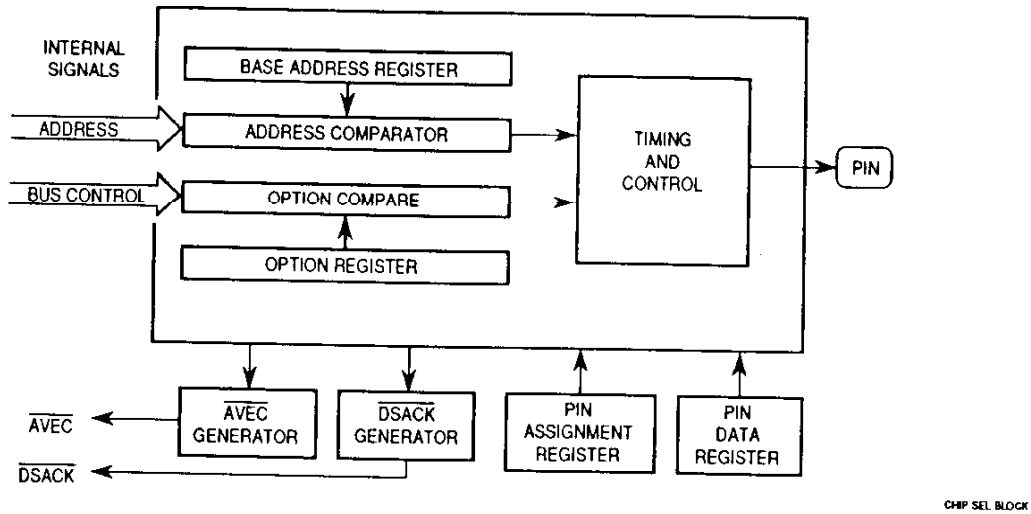 INTERNAL
SIGNALS
BASE ADDRESS REGISTER
ADDRESS
ADDRESS COMPARATOR
TIMING
AND
CONTROL
PIN
BUS CONTROL
OPTION COMPARE
OPTION REGISTER
AVEC
AVEC
GENERATOR
DSACK
GENERATOR
PIN
ASSIGNMENT
REGISTER
PIN
DATA
REGISTER
DSACK
CHIP SEL BLOCK